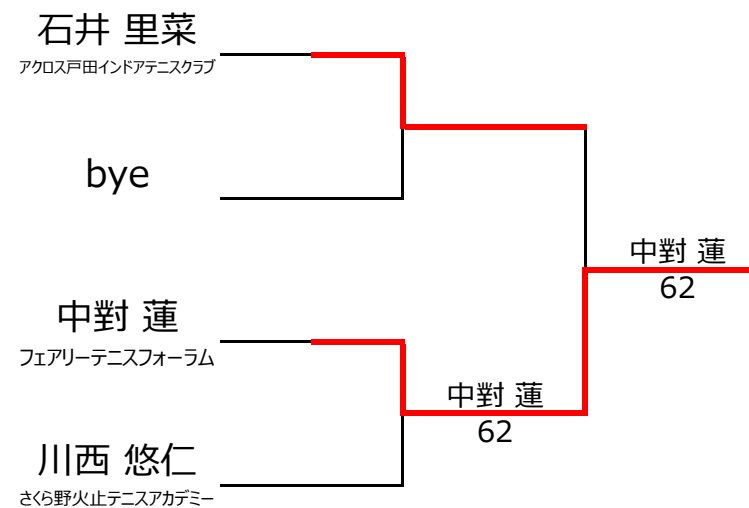 石井 里菜
アクロス戸田インドアテニスクラブ
bye
中對 蓮
62
中對 蓮
フェアリーテニスフォーラム
中對 蓮
62
川西 悠仁
さくら野火止テニスアカデミー